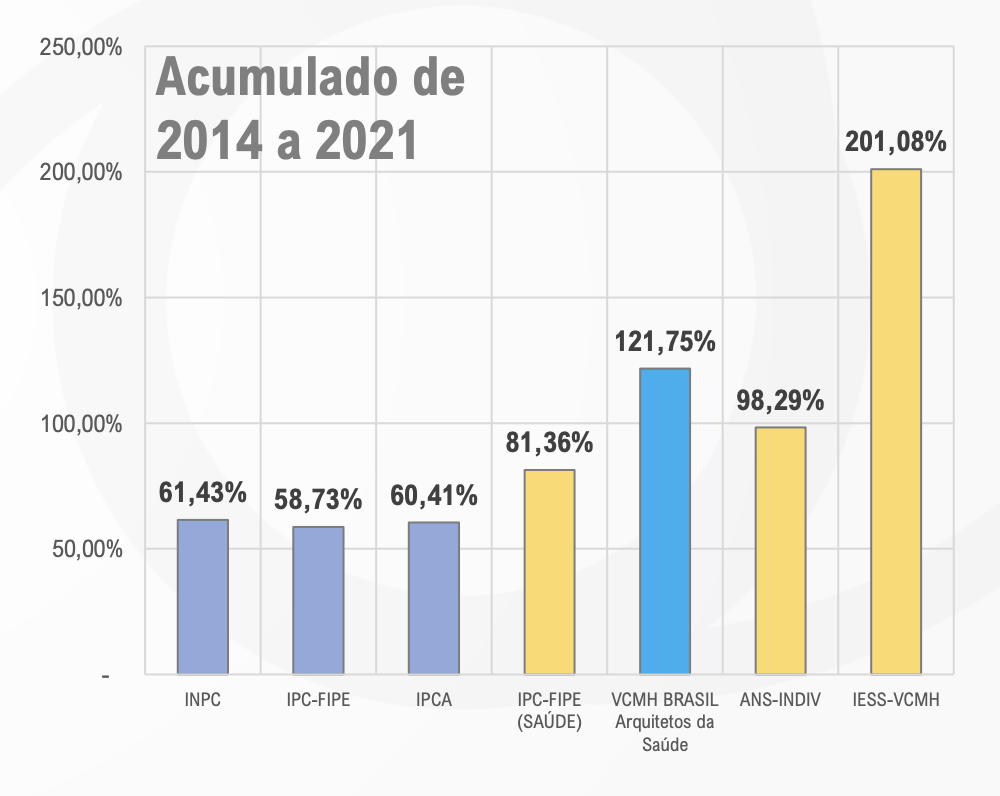 Acumulado de
2014 a 2021
250,00%
200,00%
150,00%
100,00%
50,00%
-
61,43%
58,73%
60,41%
81,36%
121,75%
98,29%
201,08%
INPC
IPC-FIPE
IPCA
IPC-FIPE
(SAÚDE)
VCMH BRASIL
Arquitetos da
Saúde
ANS-INDIV
IESS-VCMH